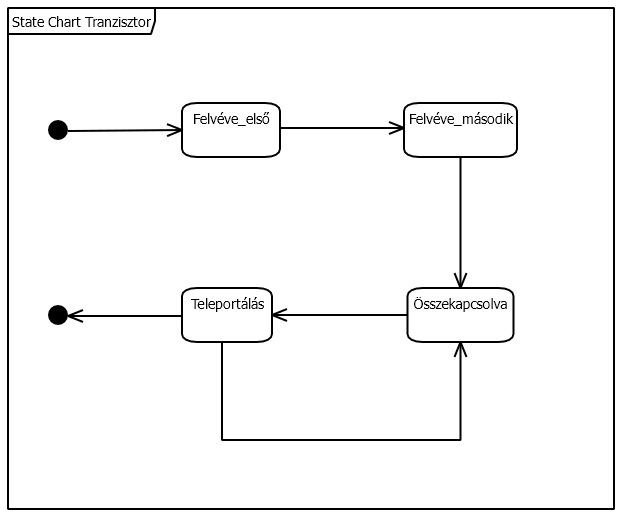 State Chart Tranzisztor
Felvéve_első
Felvéve_második
Teleportálás
Összekapcsolva